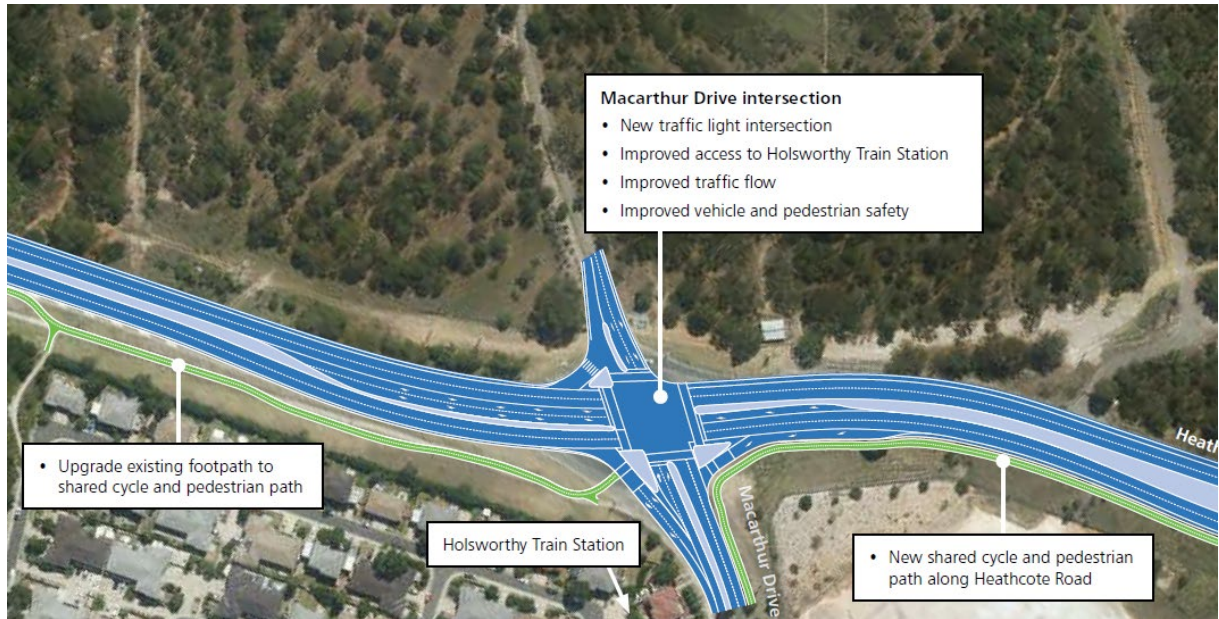 Macarthur Drive intersection
• New traffic light intersection
• Improved access to Holsworthy Train Station
• Improved traffic flow
• Improved vehicle and pedestrian safety
Heath
• Upgrade existing footpath to
shared cycle and pedestrian path
Holsworthy Train Station
Macarthur Drive
• New shared cycle and pedestrian
path along Heathcote Road